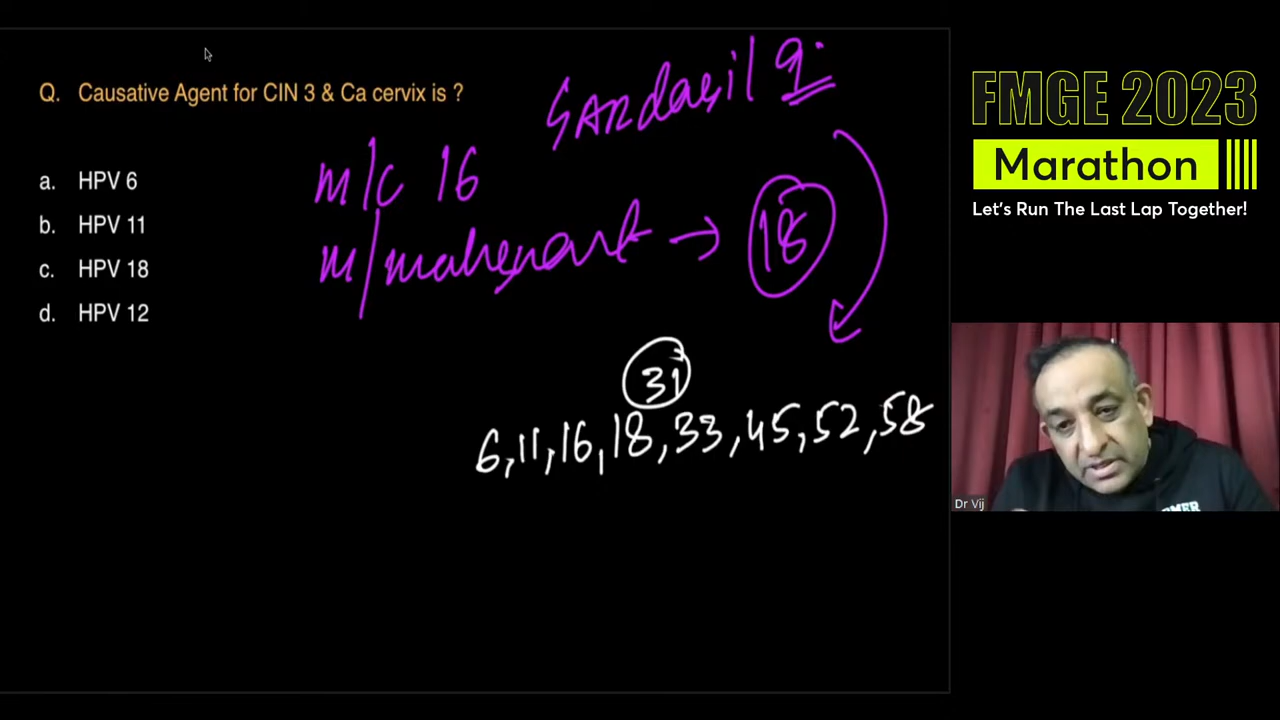 Q. Causative Agent for CIN 3 & Ca cervix is ?
GARDasil 9
a. HPV 6
b. HPV 11
c. HPV 18
d. HPV 12
m/c 16
m/malignant → 18
31
6, 11, 16, 18, 33, 45, 52, 58
FMGE 2023
Marathon
Let's Run The Last Lap Together!
Dr Vij